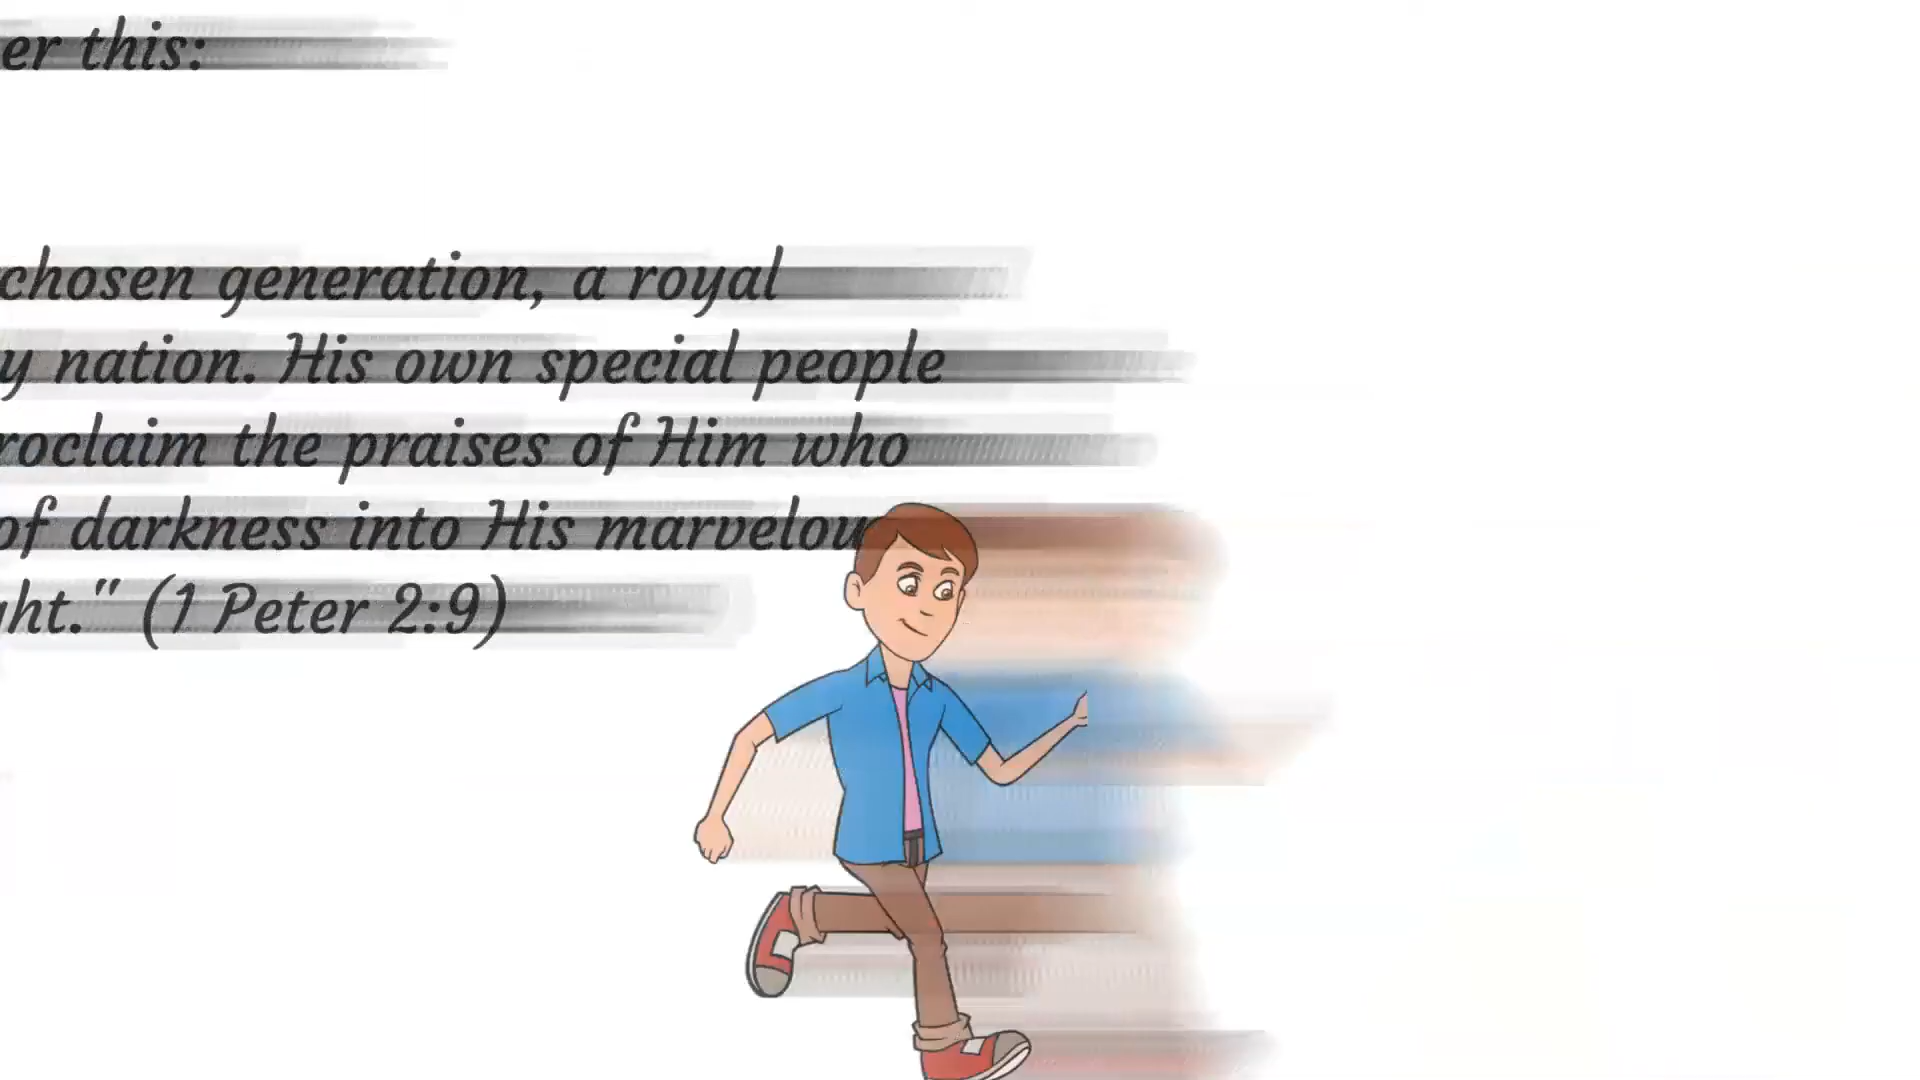 er this:
chosen generation, a royal
y nation. His own special people
roclaim the praises of Him who
of darkness into His marvelou
ght." (1 Peter 2:9)